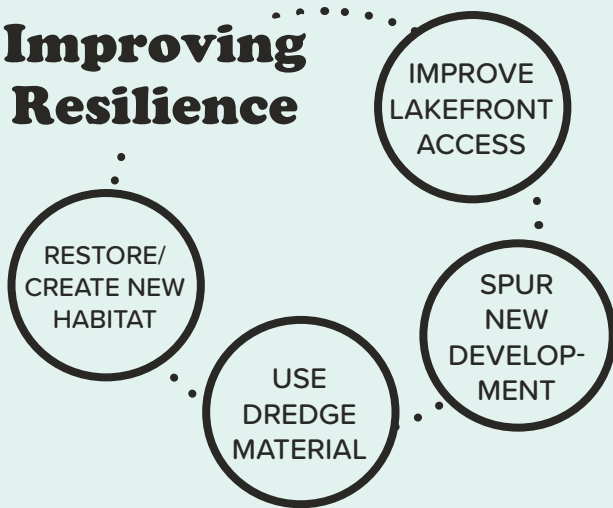 Improving
Resilience
IMPROVE
LAKEFRONT
ACCESS
SPUR
NEW
DEVELOP-
MENT
USE
DREDGE
MATERIAL
RESTORE/
CREATE NEW
HABITAT